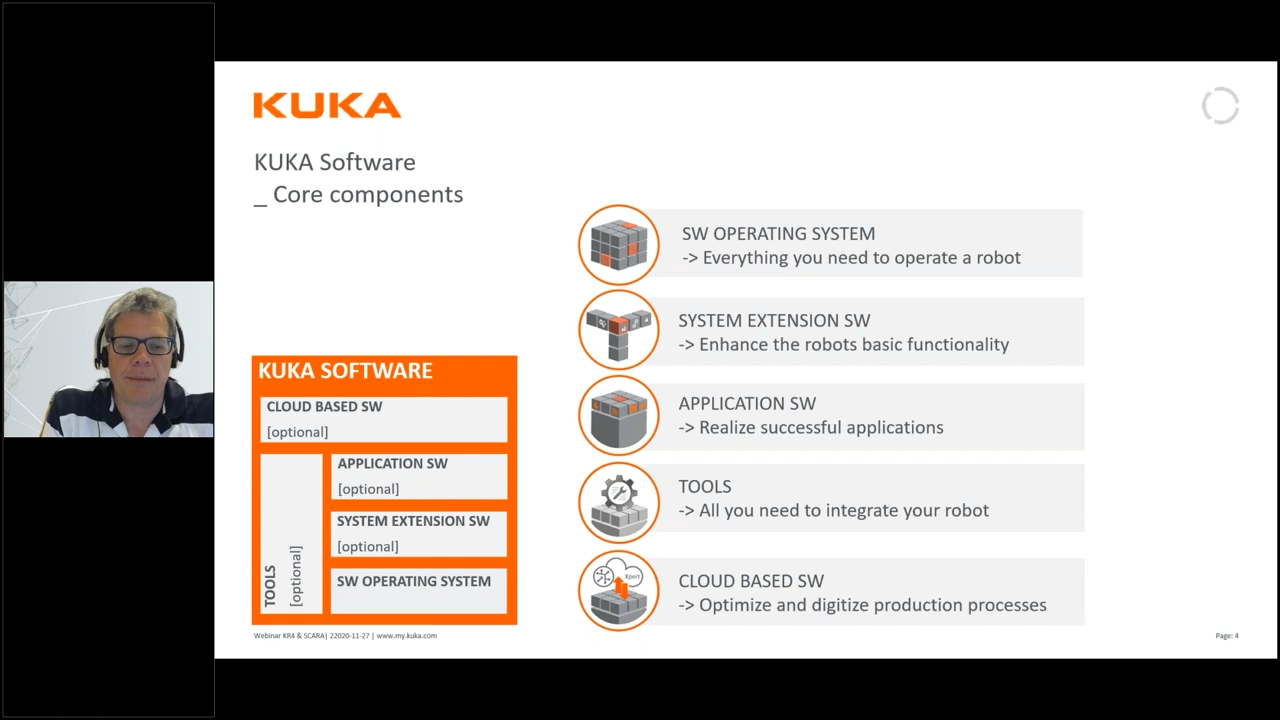 KUKA
KUKA Software
_ Core components
SW OPERATING SYSTEM
-> Everything you need to operate a robot
SYSTEM EXTENSION SW
-> Enhance the robots basic functionality
APPLICATION SW
-> Realize successful applications
TOOLS
-> All you need to integrate your robot
Xpert
CLOUD BASED SW
-> Optimize and digitize production processes
KUKA SOFTWARE
CLOUD BASED SW
[optional]
APPLICATION SW
[optional]
SYSTEM EXTENSION SW
[optional]
SW OPERATING SYSTEM
TOOLS
[optional]
Webinar KR4 & SCARA| 22020-11-27 | www.my.kuka.com
Page: 4